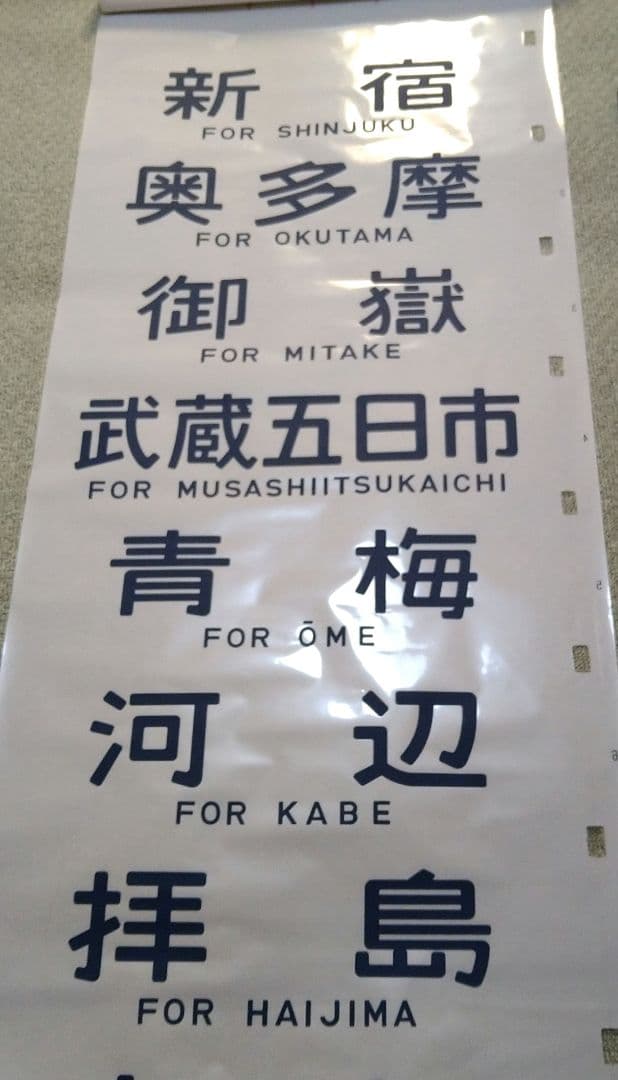 新宿
FOR SHINJUKU
奥多摩
FOR OKUTAMA
御嶽
FOR MITAKE
武蔵五日市
FOR MUSASHIITSUKAICHI
青梅
FOR ŌME
河辺
FOR KABE
拝島
FOR HAIJIMA